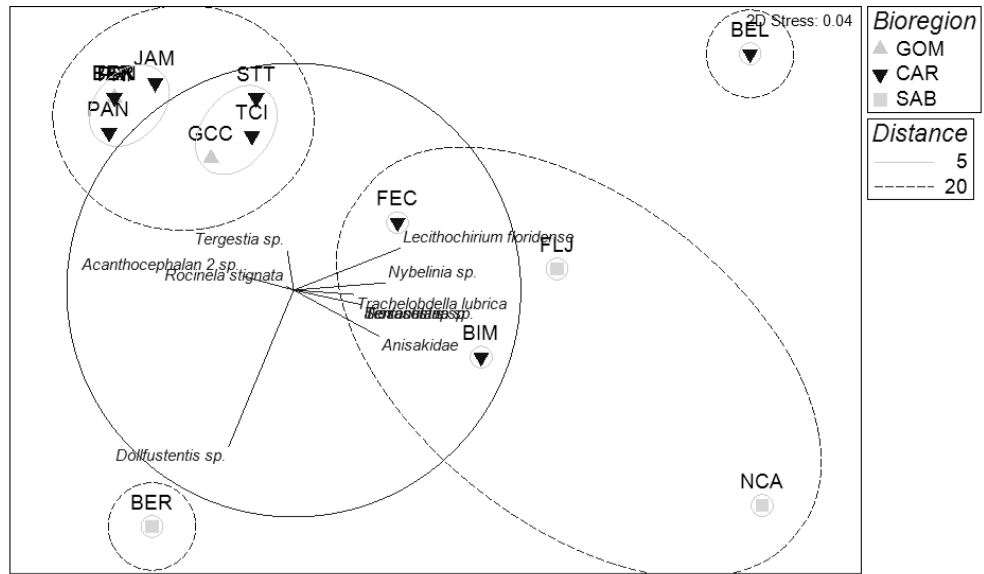 2D Stress: 0.04
BEL
JAM
STT
PAN
TCI
GCC
FEC
Lecithochirium floridense
FLJ
Tergestia sp.
Acanthocephalan 2 sp.
Rocinela stignata
Nybelinia sp.
Trachelobdella lubrica
BIM
Anisakidae
Dollfustentis sp.
BER
NCA
Bioregion
GOM
CAR
SAB
Distance
5
20